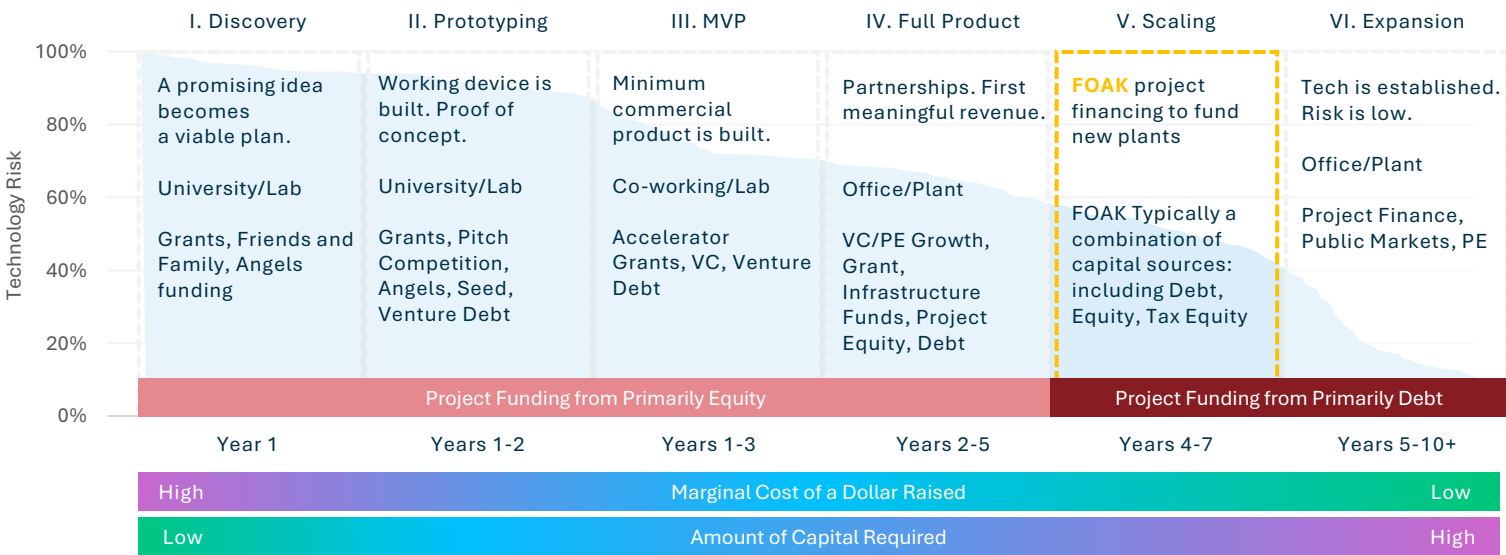 I. Discovery
II. Prototyping
III. MVP
IV. Full Product
V. Scaling
VI. Expansion
Technology Risk
100%
80%
60%
40%
20%
0%
A promising idea
becomes
a viable plan.
University/Lab
Grants, Friends and
Family, Angels
funding
Working device is
built. Proof of
concept.
University/Lab
Grants, Pitch
Competition,
Angels, Seed,
Venture Debt
Minimum
commercial
product is built.
Co-working/Lab
Accelerator
Grants, VC, Venture
Debt
Partnerships. First
meaningful revenue.
Office/Plant
VC/PE Growth,
Grant,
Infrastructure
Funds, Project
Equity, Debt
FOAK project
financing to fund
new plants
FOAK Typically a
combination of
capital sources:
including Debt,
Equity, Tax Equity
Tech is established.
Risk is low.
Office/Plant
Project Finance,
Public Markets, PE
Project Funding from Primarily Equity
Project Funding from Primarily Debt
Year 1
Years 1-2
Years 1-3
Years 2-5
Years 4-7
Years 5-10+
High
Marginal Cost of a Dollar Raised
Low
Low
Amount of Capital Required
High